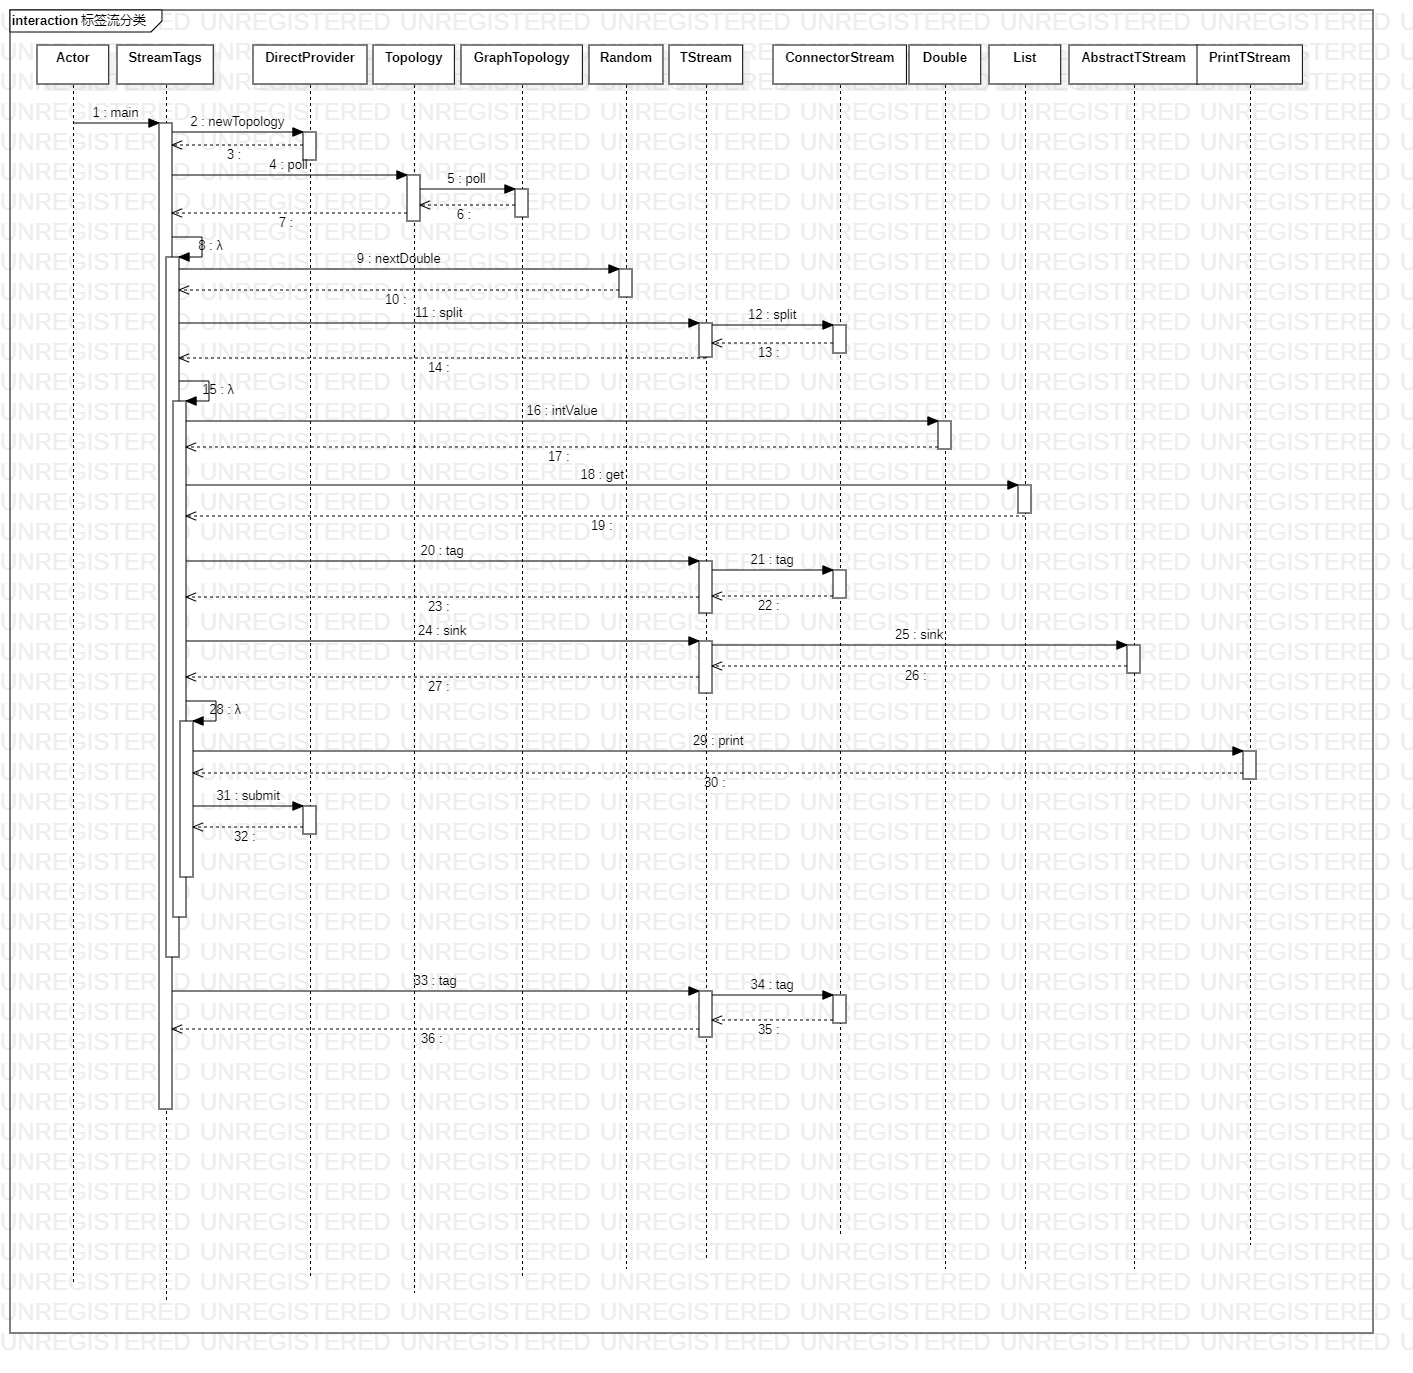 interaction 标签流分类
Actor
StreamTags
DirectProvider
Topology
GraphTopology
Random
TStream
ConnectorStream
Double
List
AbstractTStream
PrintTStream
1 : main
2 : newTopology
3 :
4 : poll
5 : poll
6 :
7 :
8 : λ
9 : nextDouble
10 :
11 : split
12 : split
13 :
14 :
15 : λ
16 : intValue
17 :
18 : get
19 :
20 : tag
21 : tag
22 :
23 :
24 : sink
25 : sink
26 :
27 :
28 : λ
29 : print
30 :
31 : submit
32 :
33 : tag
34 : tag
35 :
36 :
UNREGISTERED